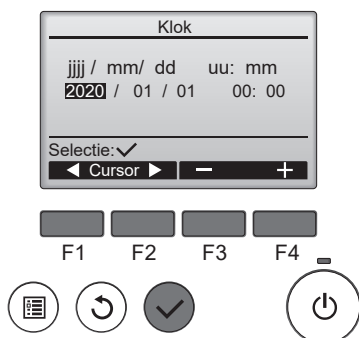 Klok
jjjj / mm/ dd uu: mm
2020 / 01 / 01 00: 00
Selectie:✓
◀ Cursor ▶ − +
F1 F2 F3 F4